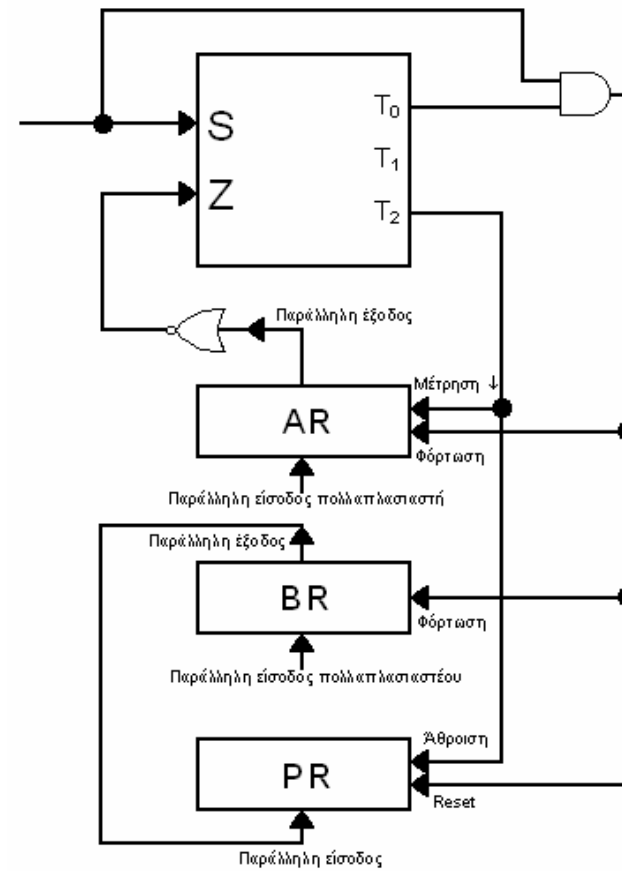 S
T0
T1
Z
T2
Παράλληλη έξοδος
Μέτρηση ↓
AR
Φόρτωση
Παράλληλη είσοδος πολλαπλασιαστή
Παράλληλη έξοδος
BR
Φόρτωση
Παράλληλη είσοδος πολλαπλασιαστέου
Άθροιση
PR
Reset
Παράλληλη είσοδος